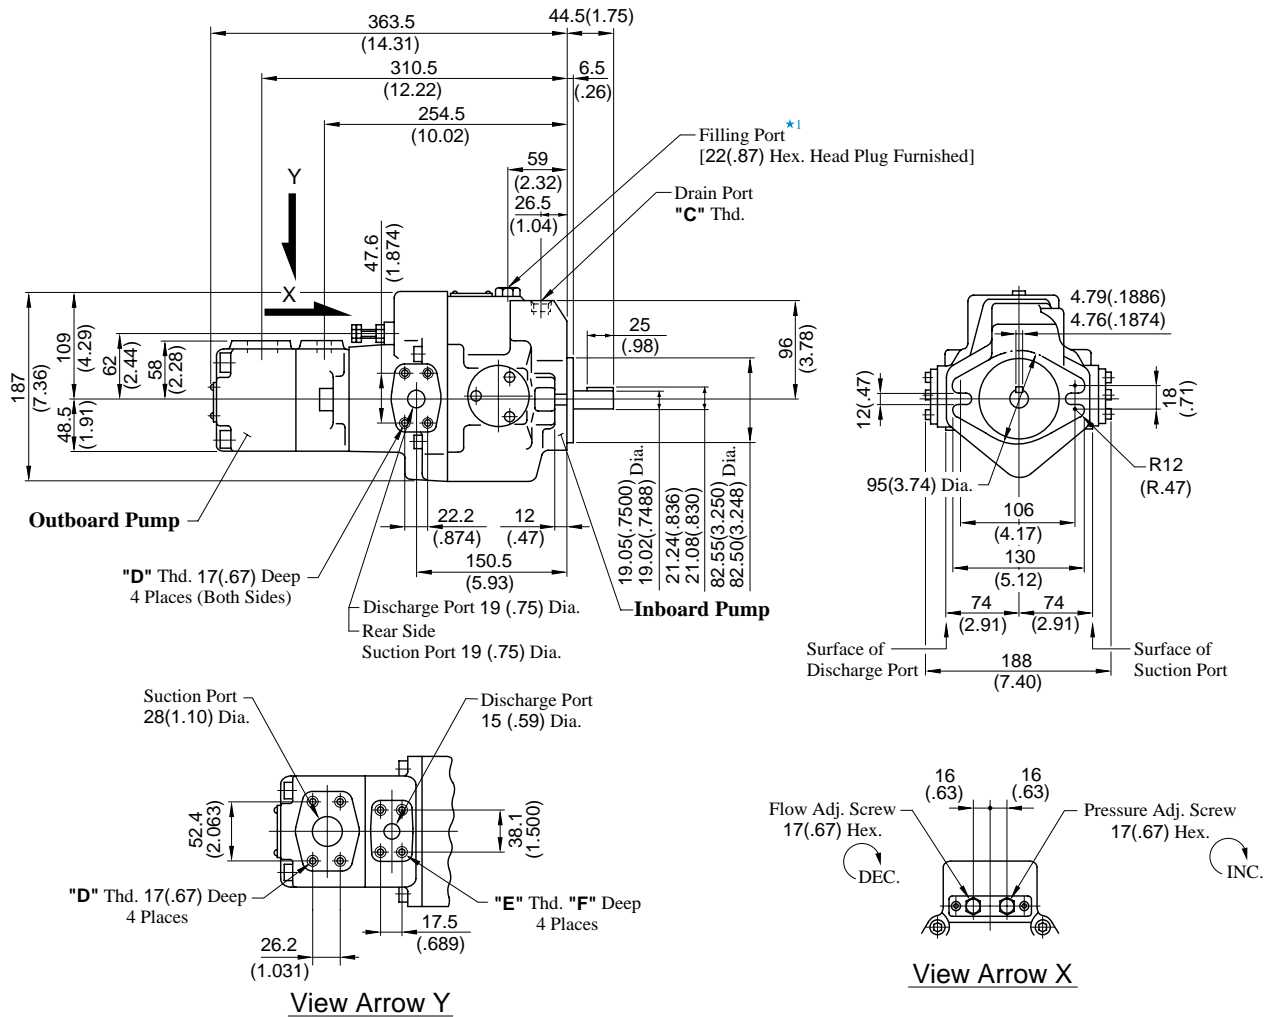 363.5
(14.31)
44.5(1.75)
310.5
(12.22)
6.5
(.26)
254.5
(10.02)
Filling Port★1
[22(.87) Hex. Head Plug Furnished]
59
(2.32)
Drain Port
"C" Thd.
26.5
(1.04)
Y
X
47.6
(1.874)
187
(7.36)
109
(4.29)
48.5
(1.91)
62
(2.44)
58
(2.28)
25
(.98)
96
(3.78)
Outboard Pump
22.2
(.874)
12
(.47)
150.5
(5.93)
19.05(.7500) Dia.
19.02(.7488)
21.24(.836)
21.08(.830)
82.55(3.250) Dia.
82.50(3.248)
"D" Thd. 17(.67) Deep
4 Places (Both Sides)
Discharge Port 19 (.75) Dia.
Rear Side
Suction Port 19 (.75) Dia.
Inboard Pump
4.79(.1886)
4.76(.1874)
12(.47)
18
(.71)
95(3.74) Dia.
R12
(R.47)
106
(4.17)
130
(5.12)
74
(2.91)
74
(2.91)
Surface of
Discharge Port
188
(7.40)
Surface of
Suction Port
Suction Port
28(1.10) Dia.
Discharge Port
15 (.59) Dia.
52.4
(2.063)
38.1
(1.500)
"D" Thd. 17(.67) Deep
4 Places
"E" Thd. "F" Deep
4 Places
26.2
(1.031)
17.5
(.689)
View Arrow Y
16
(.63)
16
(.63)
Flow Adj. Screw
17(.67) Hex.
DEC.
Pressure Adj. Screw
17(.67) Hex.
INC.
View Arrow X